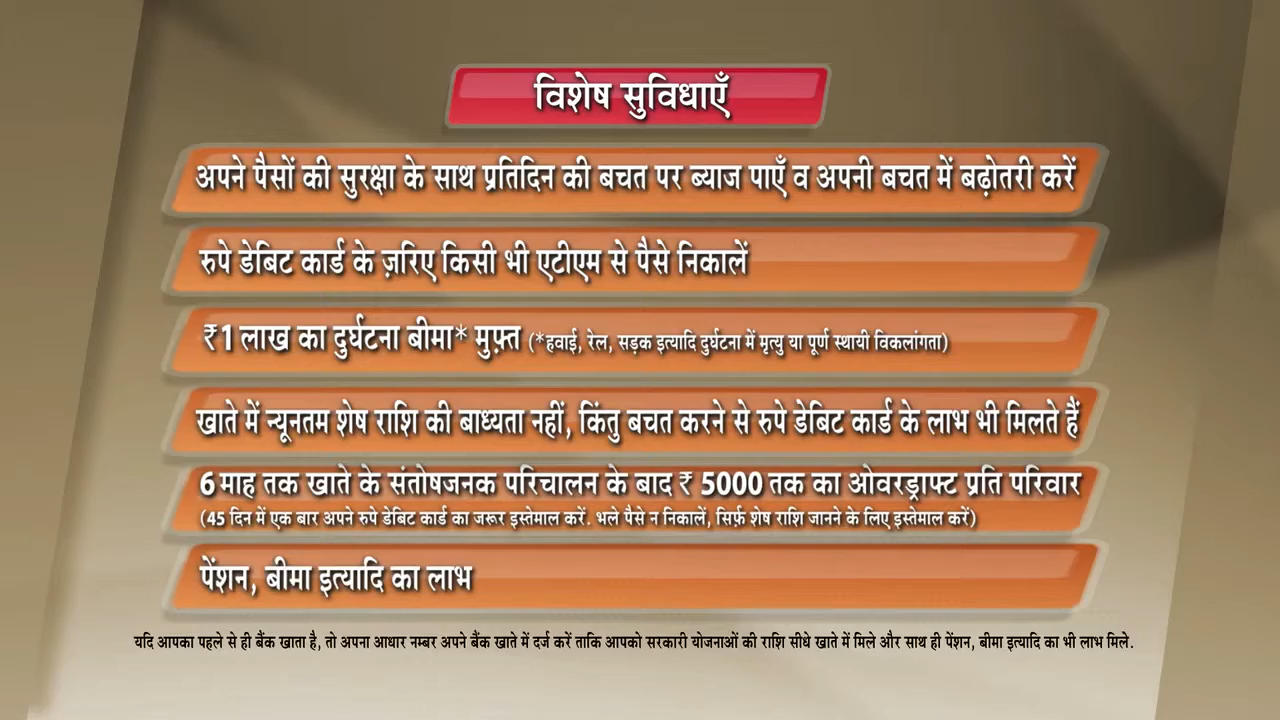 विशेष सुविधाएँ
अपने पैसों की सुरक्षा के साथ प्रतिदिन की बचत पर ब्याज पाएँ व अपनी बचत में बढ़ोतरी करें
रुपे डेबिट कार्ड के ज़रिए किसी भी एटीएम से पैसे निकालें
₹1 लाख का दुर्घटना बीमा* मुफ़्त (*हवाई, रेल, सड़क इत्यादि दुर्घटना में मृत्यु या पूर्ण स्थायी विकलांगता)
खाते में न्यूनतम शेष राशि की बाध्यता नहीं, किंतु बचत करने से रुपे डेबिट कार्ड के लाभ भी मिलते हैं
6 माह तक खाते के संतोषजनक परिचालन के बाद ₹ 5000 तक का ओवरड्राफ्ट प्रति परिवार
(45 दिन में एक बार अपने रुपे डेबिट कार्ड का जरूर इस्तेमाल करें. भले पैसे न निकालें, सिर्फ़ शेष राशि जानने के लिए इस्तेमाल करें)
पेंशन, बीमा इत्यादि का लाभ
यदि आपका पहले से ही बैंक खाता है, तो अपना आधार नम्बर अपने बैंक खाते में दर्ज करें ताकि आपको सरकारी योजनाओं की राशि सीधे खाते में मिले और साथ ही पेंशन, बीमा इत्यादि का भी लाभ मिले.